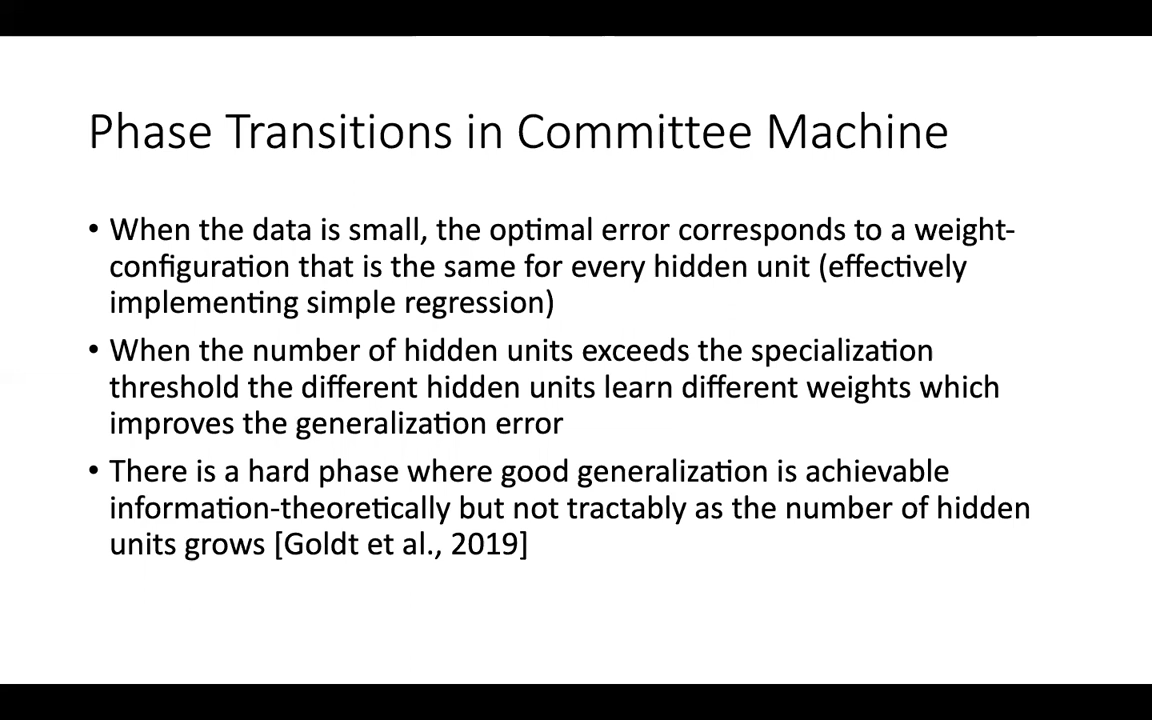 Phase Transitions in Committee Machine
• When the data is small, the optimal error corresponds to a weight-
configuration that is the same for every hidden unit (effectively
implementing simple regression)
• When the number of hidden units exceeds the specialization
threshold the different hidden units learn different weights which
improves the generalization error
• There is a hard phase where good generalization is achievable
information-theoretically but not tractably as the number of hidden
units grows [Goldt et al., 2019]